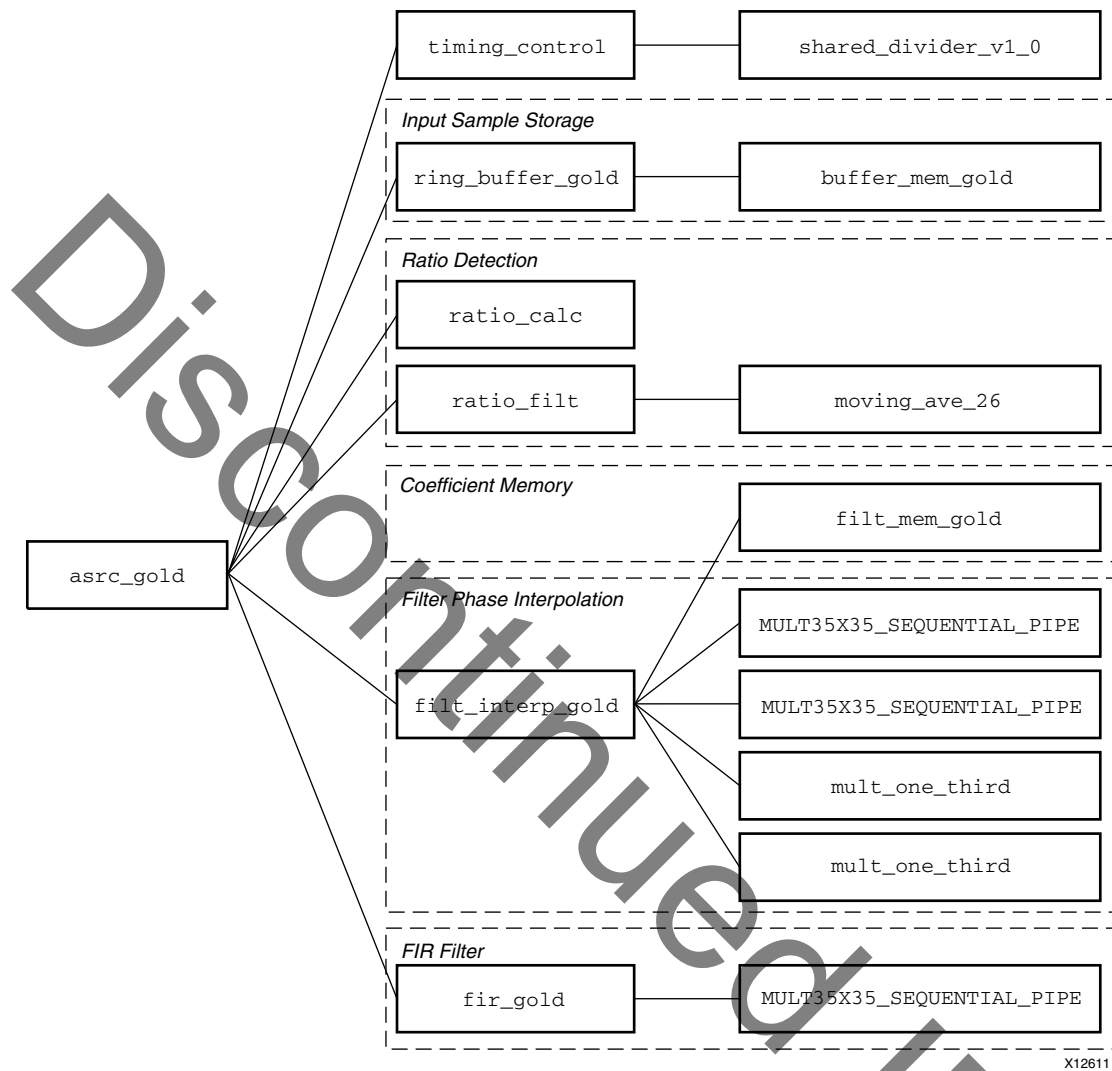 timing_control
shared_divider_v1_0
Input Sample Storage
ring_buffer_gold
buffer_mem_gold
Ratio Detection
ratio_calc
ratio_filt
moving_ave_26
Coefficient Memory
filt_mem_gold
asrc_gold
Filter Phase Interpolation
MULT35X35_SEQUENTIAL_PIPE
filt_interp_gold
MULT35X35_SEQUENTIAL_PIPE
mult_one_third
mult_one_third
FIR Filter
fir_gold
MULT35X35_SEQUENTIAL_PIPE
X12611
Discontinued